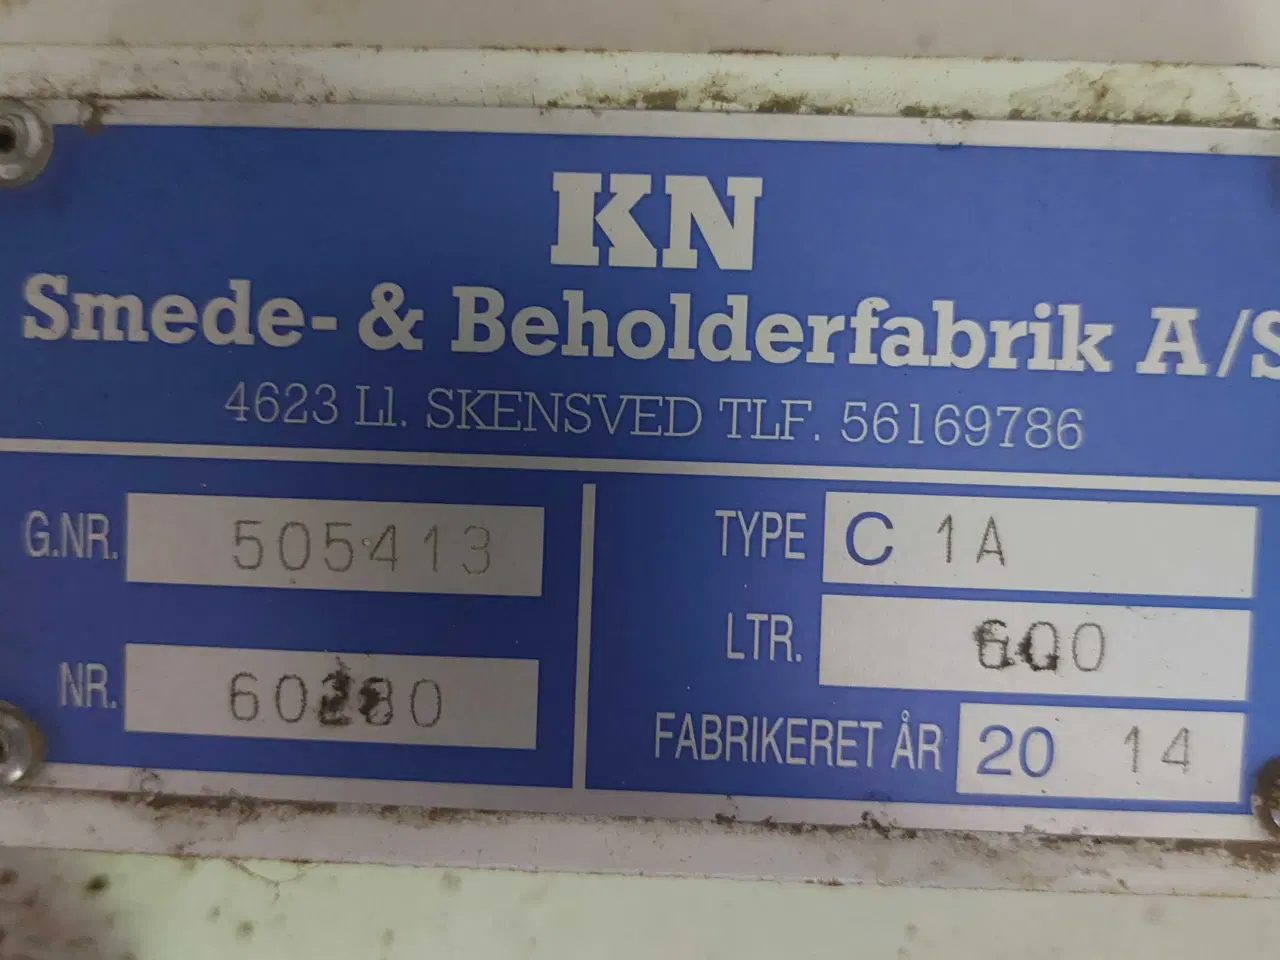 KN
Smede- & Beholderfabrik A/S
4623 Ll. SKENSVED TLF. 56169786
G.NR. 505413
NR. 60280
TYPE C 1A
LTR. 600
FABRIKERET ÅR 20 14